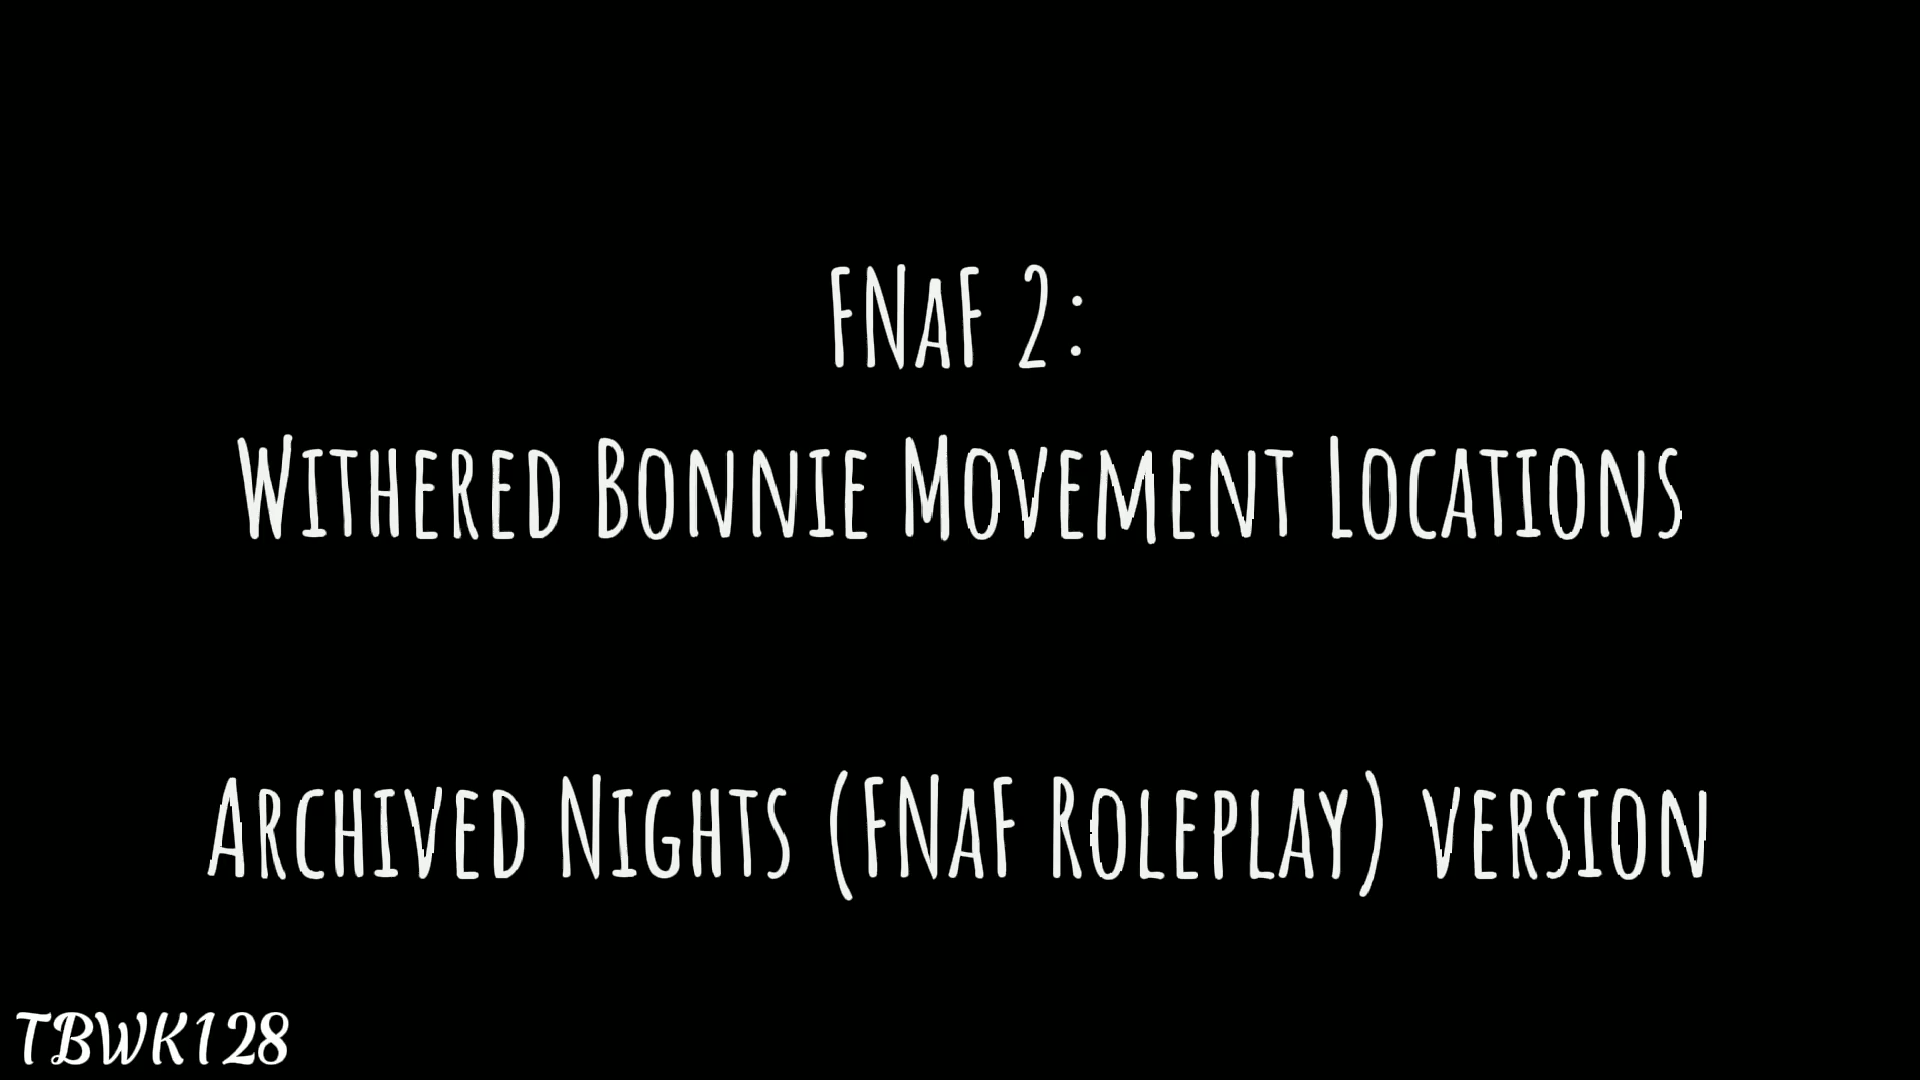 FNaF 2:
Withered Bonnie Movement Locations
Archived Nights (FNaF Roleplay) version
TBWK128